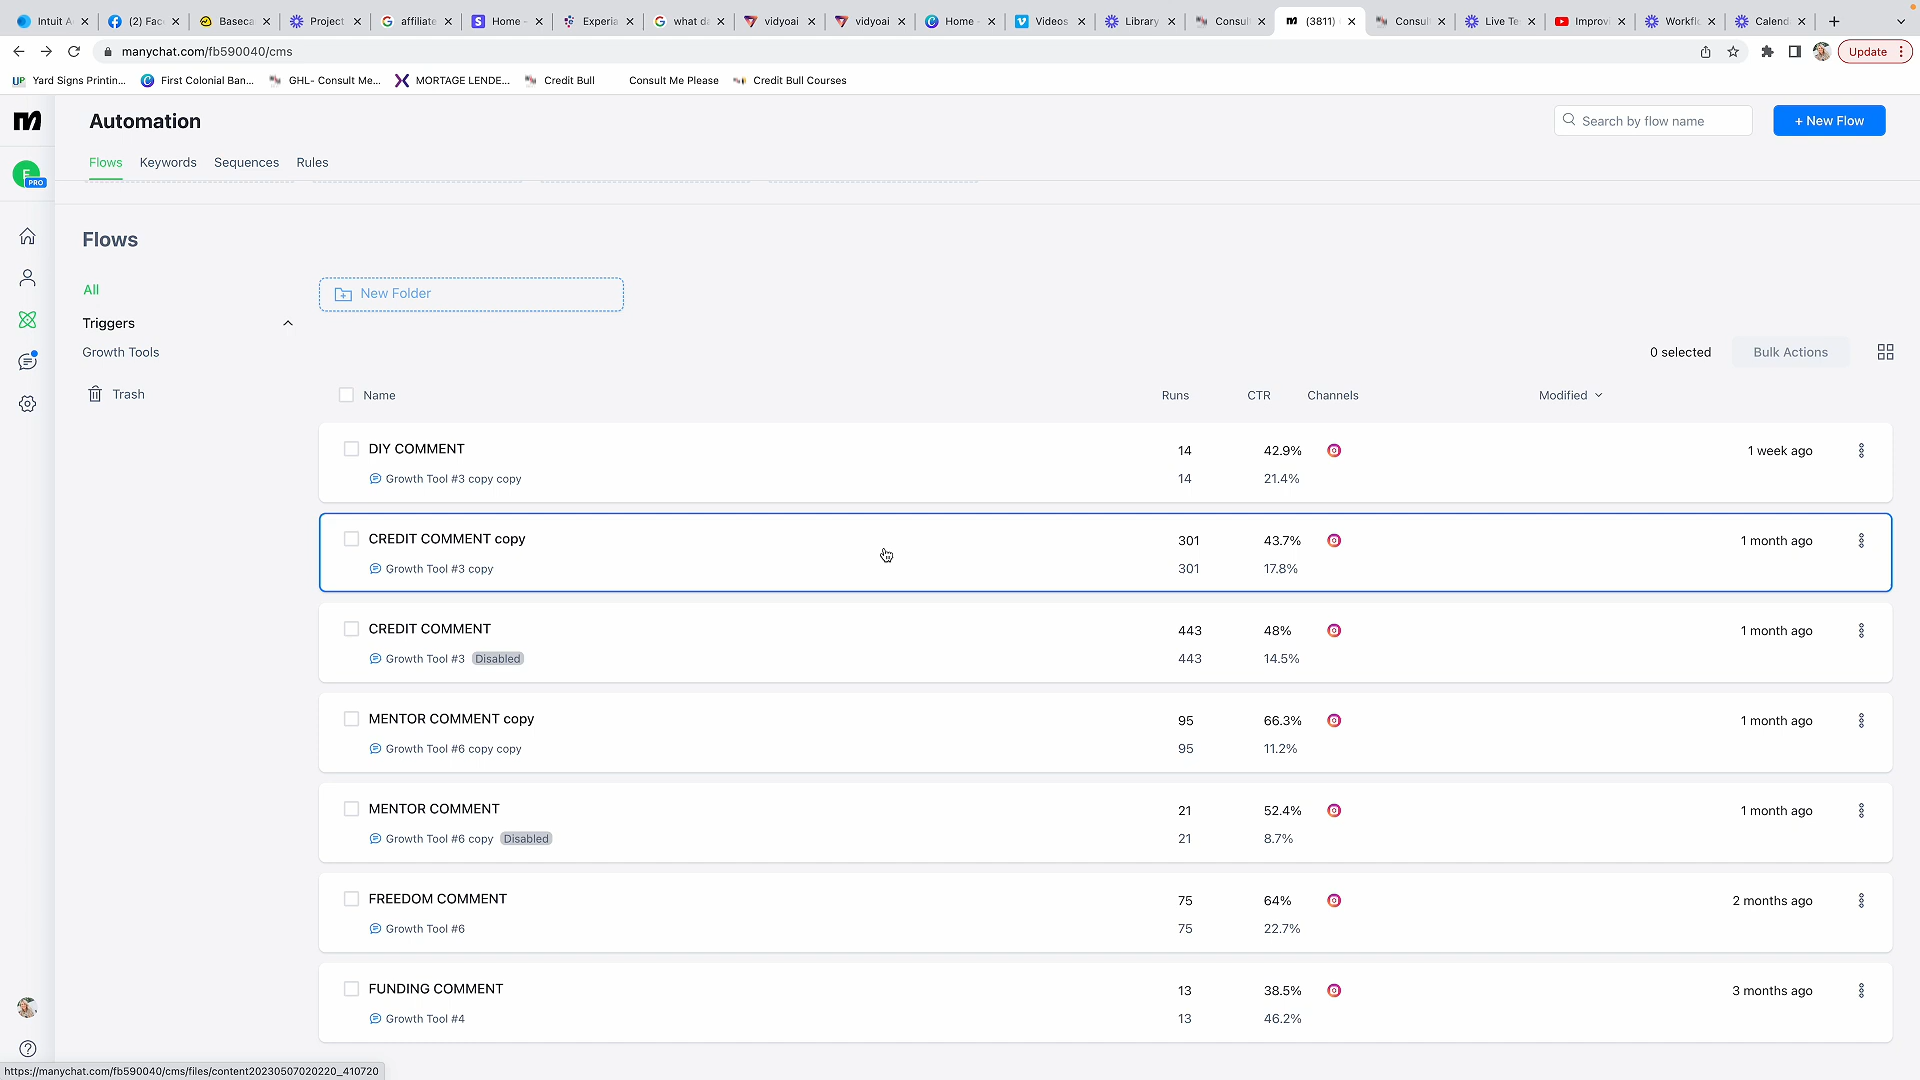 Intuit A
(2) Fac
Baseca
Project
affiliate
Home -
Experia
what da
vidyoai
vidyoai
Home -
Videos
Library
Consul
(3811)
Consul
Live Te
Improv
Workfl
Calend
manychat.com/fb590040/cms
Update
Yard Signs Printin...
First Colonial Ban...
GHL- Consult Me...
MORTAGE LENDE...
Credit Bull
Consult Me Please
Credit Bull Courses
Automation
Search by flow name
+ New Flow
Flows
Keywords
Sequences
Rules
PRO
Flows
All
Triggers
Growth Tools
Trash
New Folder
0 selected
Bulk Actions
Name
Runs
CTR
Channels
Modified
DIY COMMENT
14
42.9%
1 week ago
Growth Tool #3 copy copy
14
21.4%
CREDIT COMMENT copy
301
43.7%
1 month ago
Growth Tool #3 copy
301
17.8%
CREDIT COMMENT
443
48%
1 month ago
Growth Tool #3 Disabled
443
14.5%
MENTOR COMMENT copy
95
66.3%
1 month ago
Growth Tool #6 copy copy
95
11.2%
MENTOR COMMENT
21
52.4%
1 month ago
Growth Tool #6 copy Disabled
21
8.7%
FREEDOM COMMENT
75
64%
2 months ago
Growth Tool #6
75
22.7%
FUNDING COMMENT
13
38.5%
3 months ago
Growth Tool #4
13
46.2%
https://manychat.com/fb590040/cms/files/content20230507020220_410720